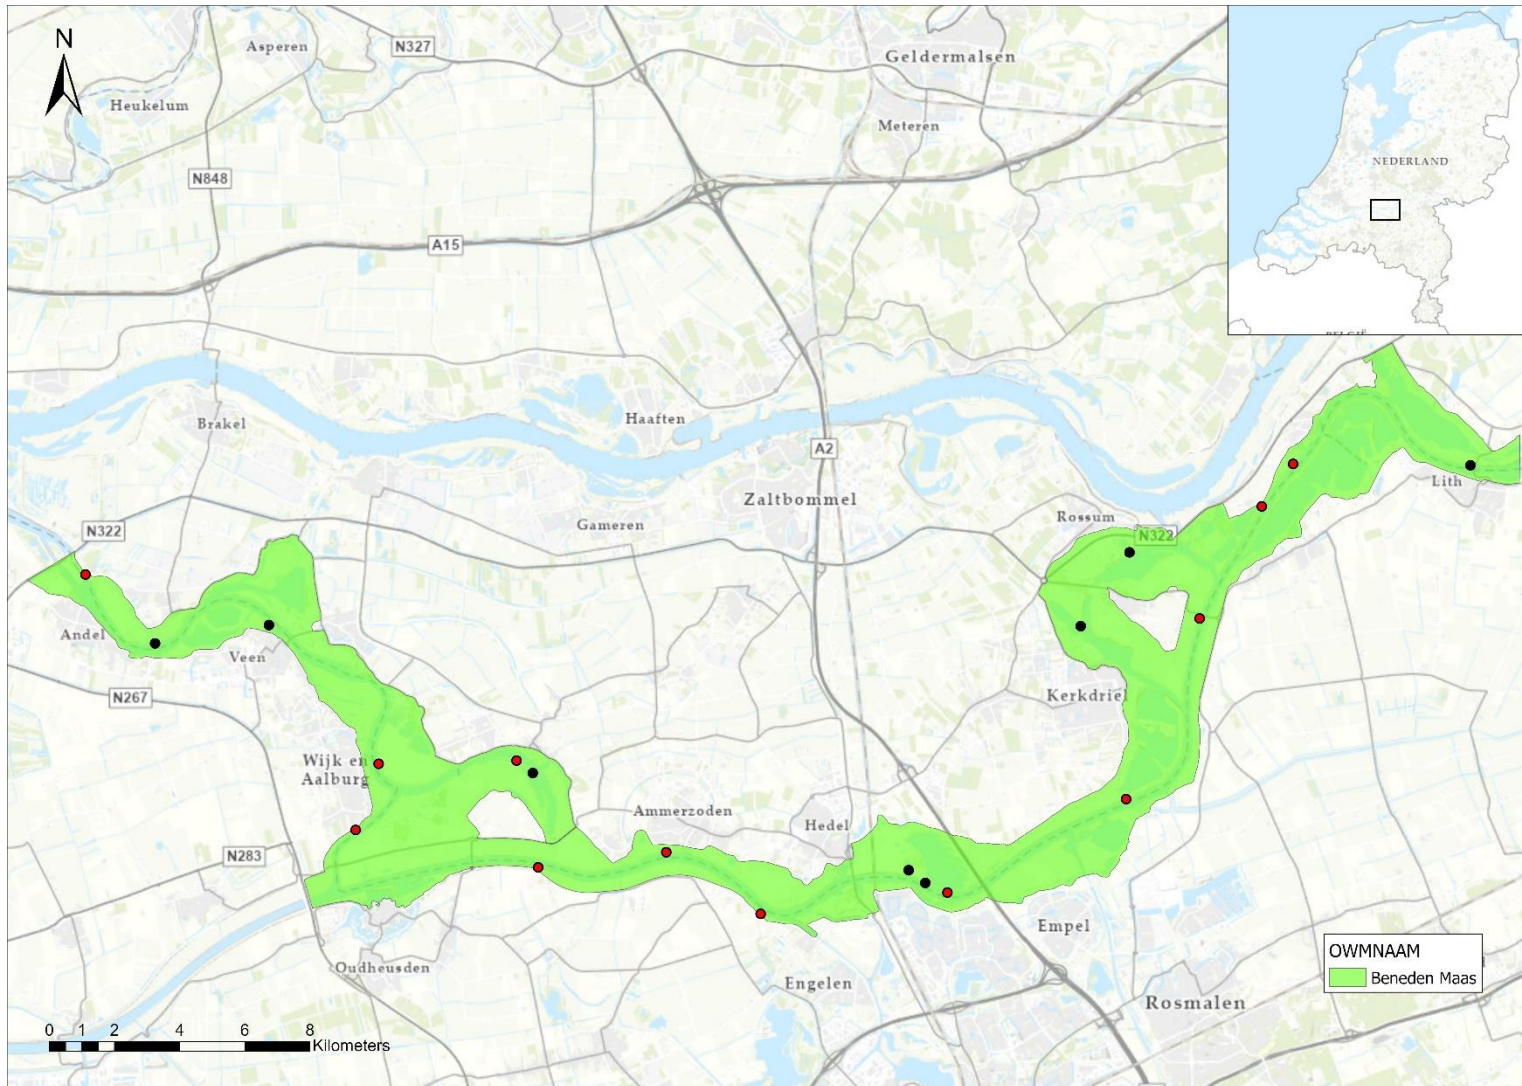 N
Asperen
N327
Geldermalsen
Heukelum
Meteren
NEDERLAND
N848
A15
Haaften
Brakel
A2
Zaltbommel
Lith
Gameren
Rossum
N322
N322
Andel
Veen
N267
Kerkdriel
Wijk en
Aalburg
Ammerzoden
Hedel
N283
Empel
Oudheusden
Engelen
Rosmalen
OWMNAAM
Beneden Maas
0 1 2 4 6 8
Kilometers